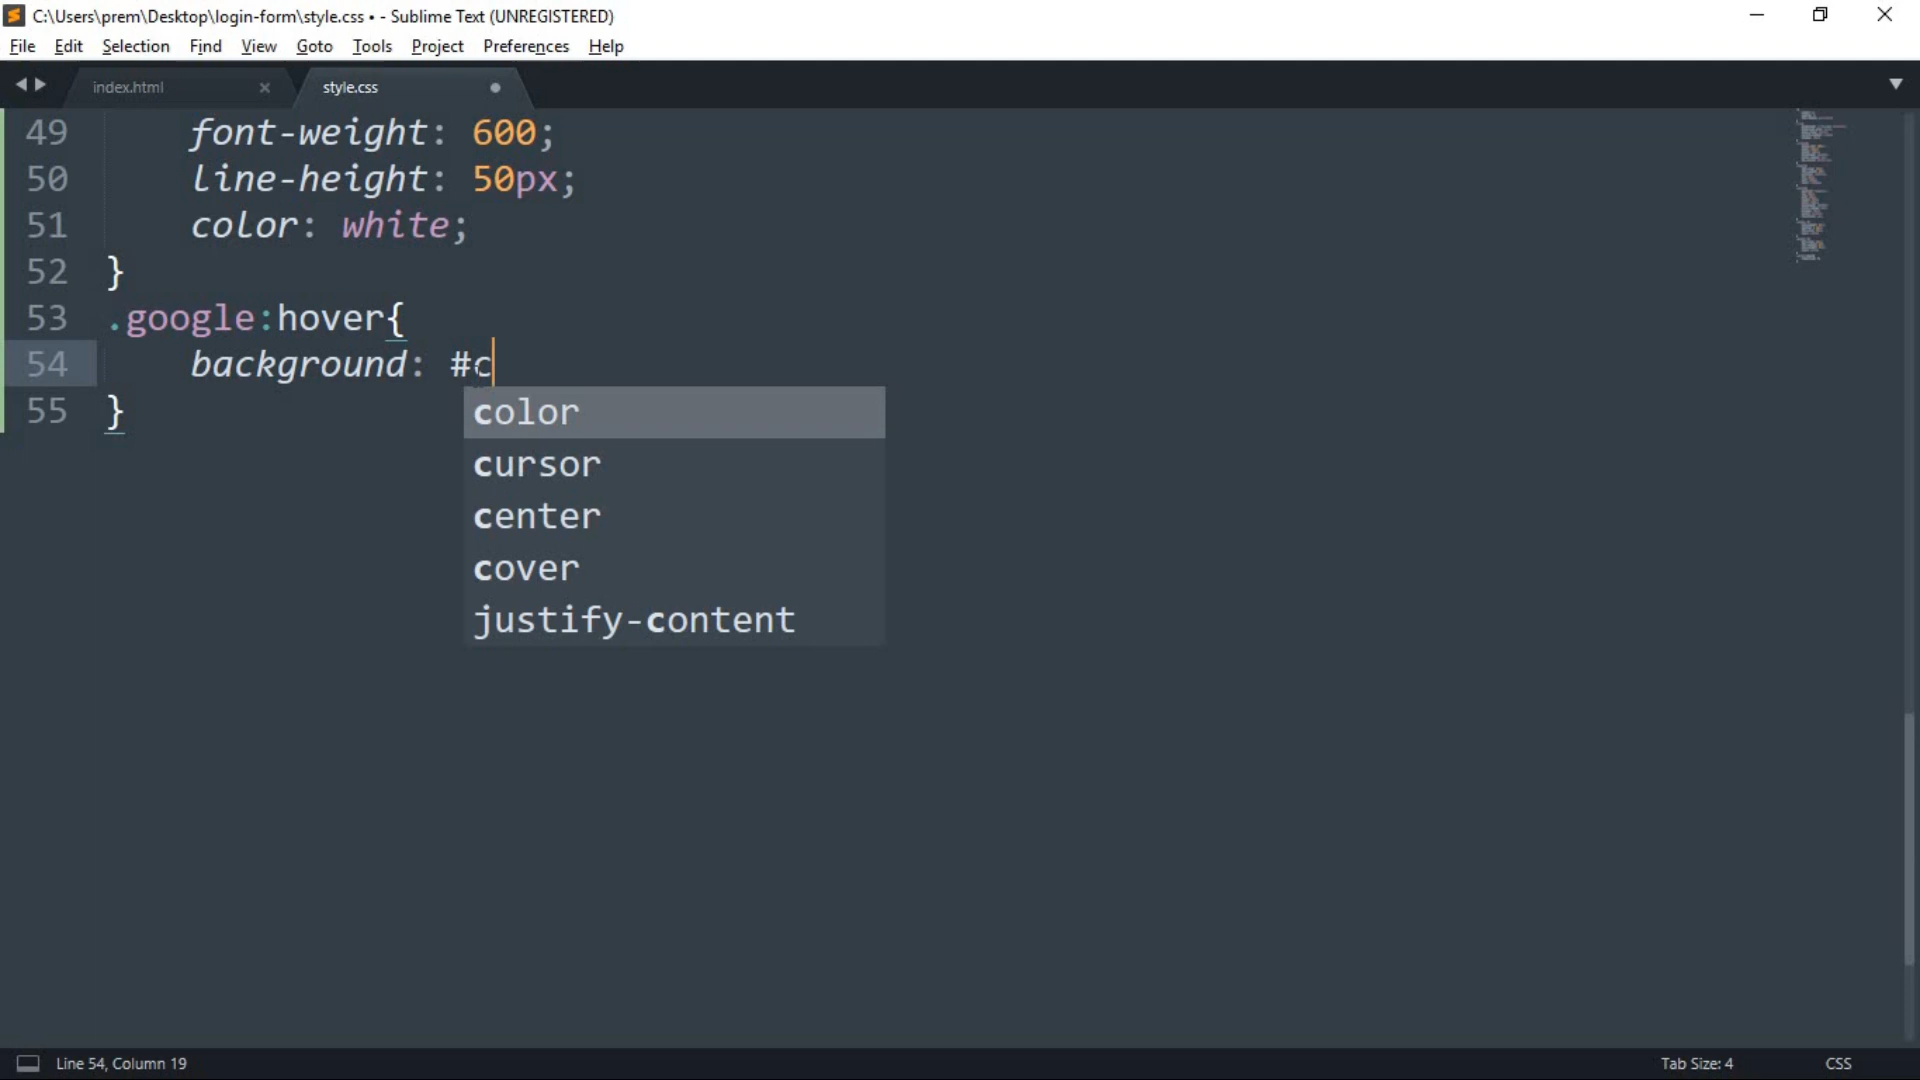 C:\Users\prem\Desktop\login-form\style.css • - Sublime Text (UNREGISTERED)
File Edit Selection Find View Goto Tools Project Preferences Help
index.html style.css
49 font-weight: 600;
50 line-height: 50px;
51 color: white;
52 }
53 .google:hover{
54 background: #c
color
cursor
center
cover
justify-content
55 }
Line 54, Column 19 Tab Size: 4 CSS